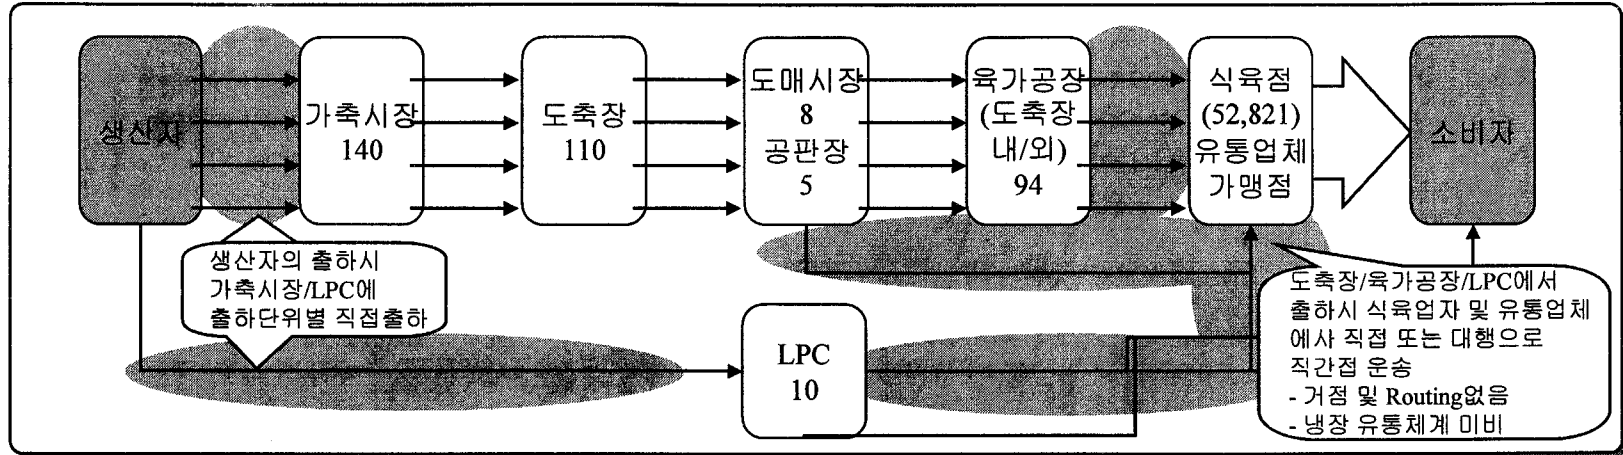 생산자
가축시장
140
도축장
110
도매시장
8
공판장
5
육가공장
(도축장
내/외)
94
식육점
(52,821)
유통업체
가맹점
소비자
생산자의 출하시
가축시장/LPC에
출하단위별 직접출하
LPC
10
도축장/육가공장/LPC에서
출하시 식육업자 및 유통업체
에사 직접 또는 대행으로
직간접 운송
- 거점 및 Routing없음
- 냉장 유통체계 미비